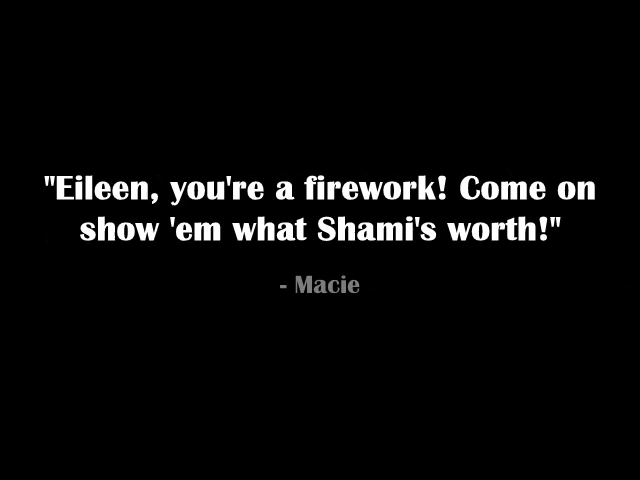 "Eileen, you're a firework! Come on
show 'em what Shami's worth!"
- Macie